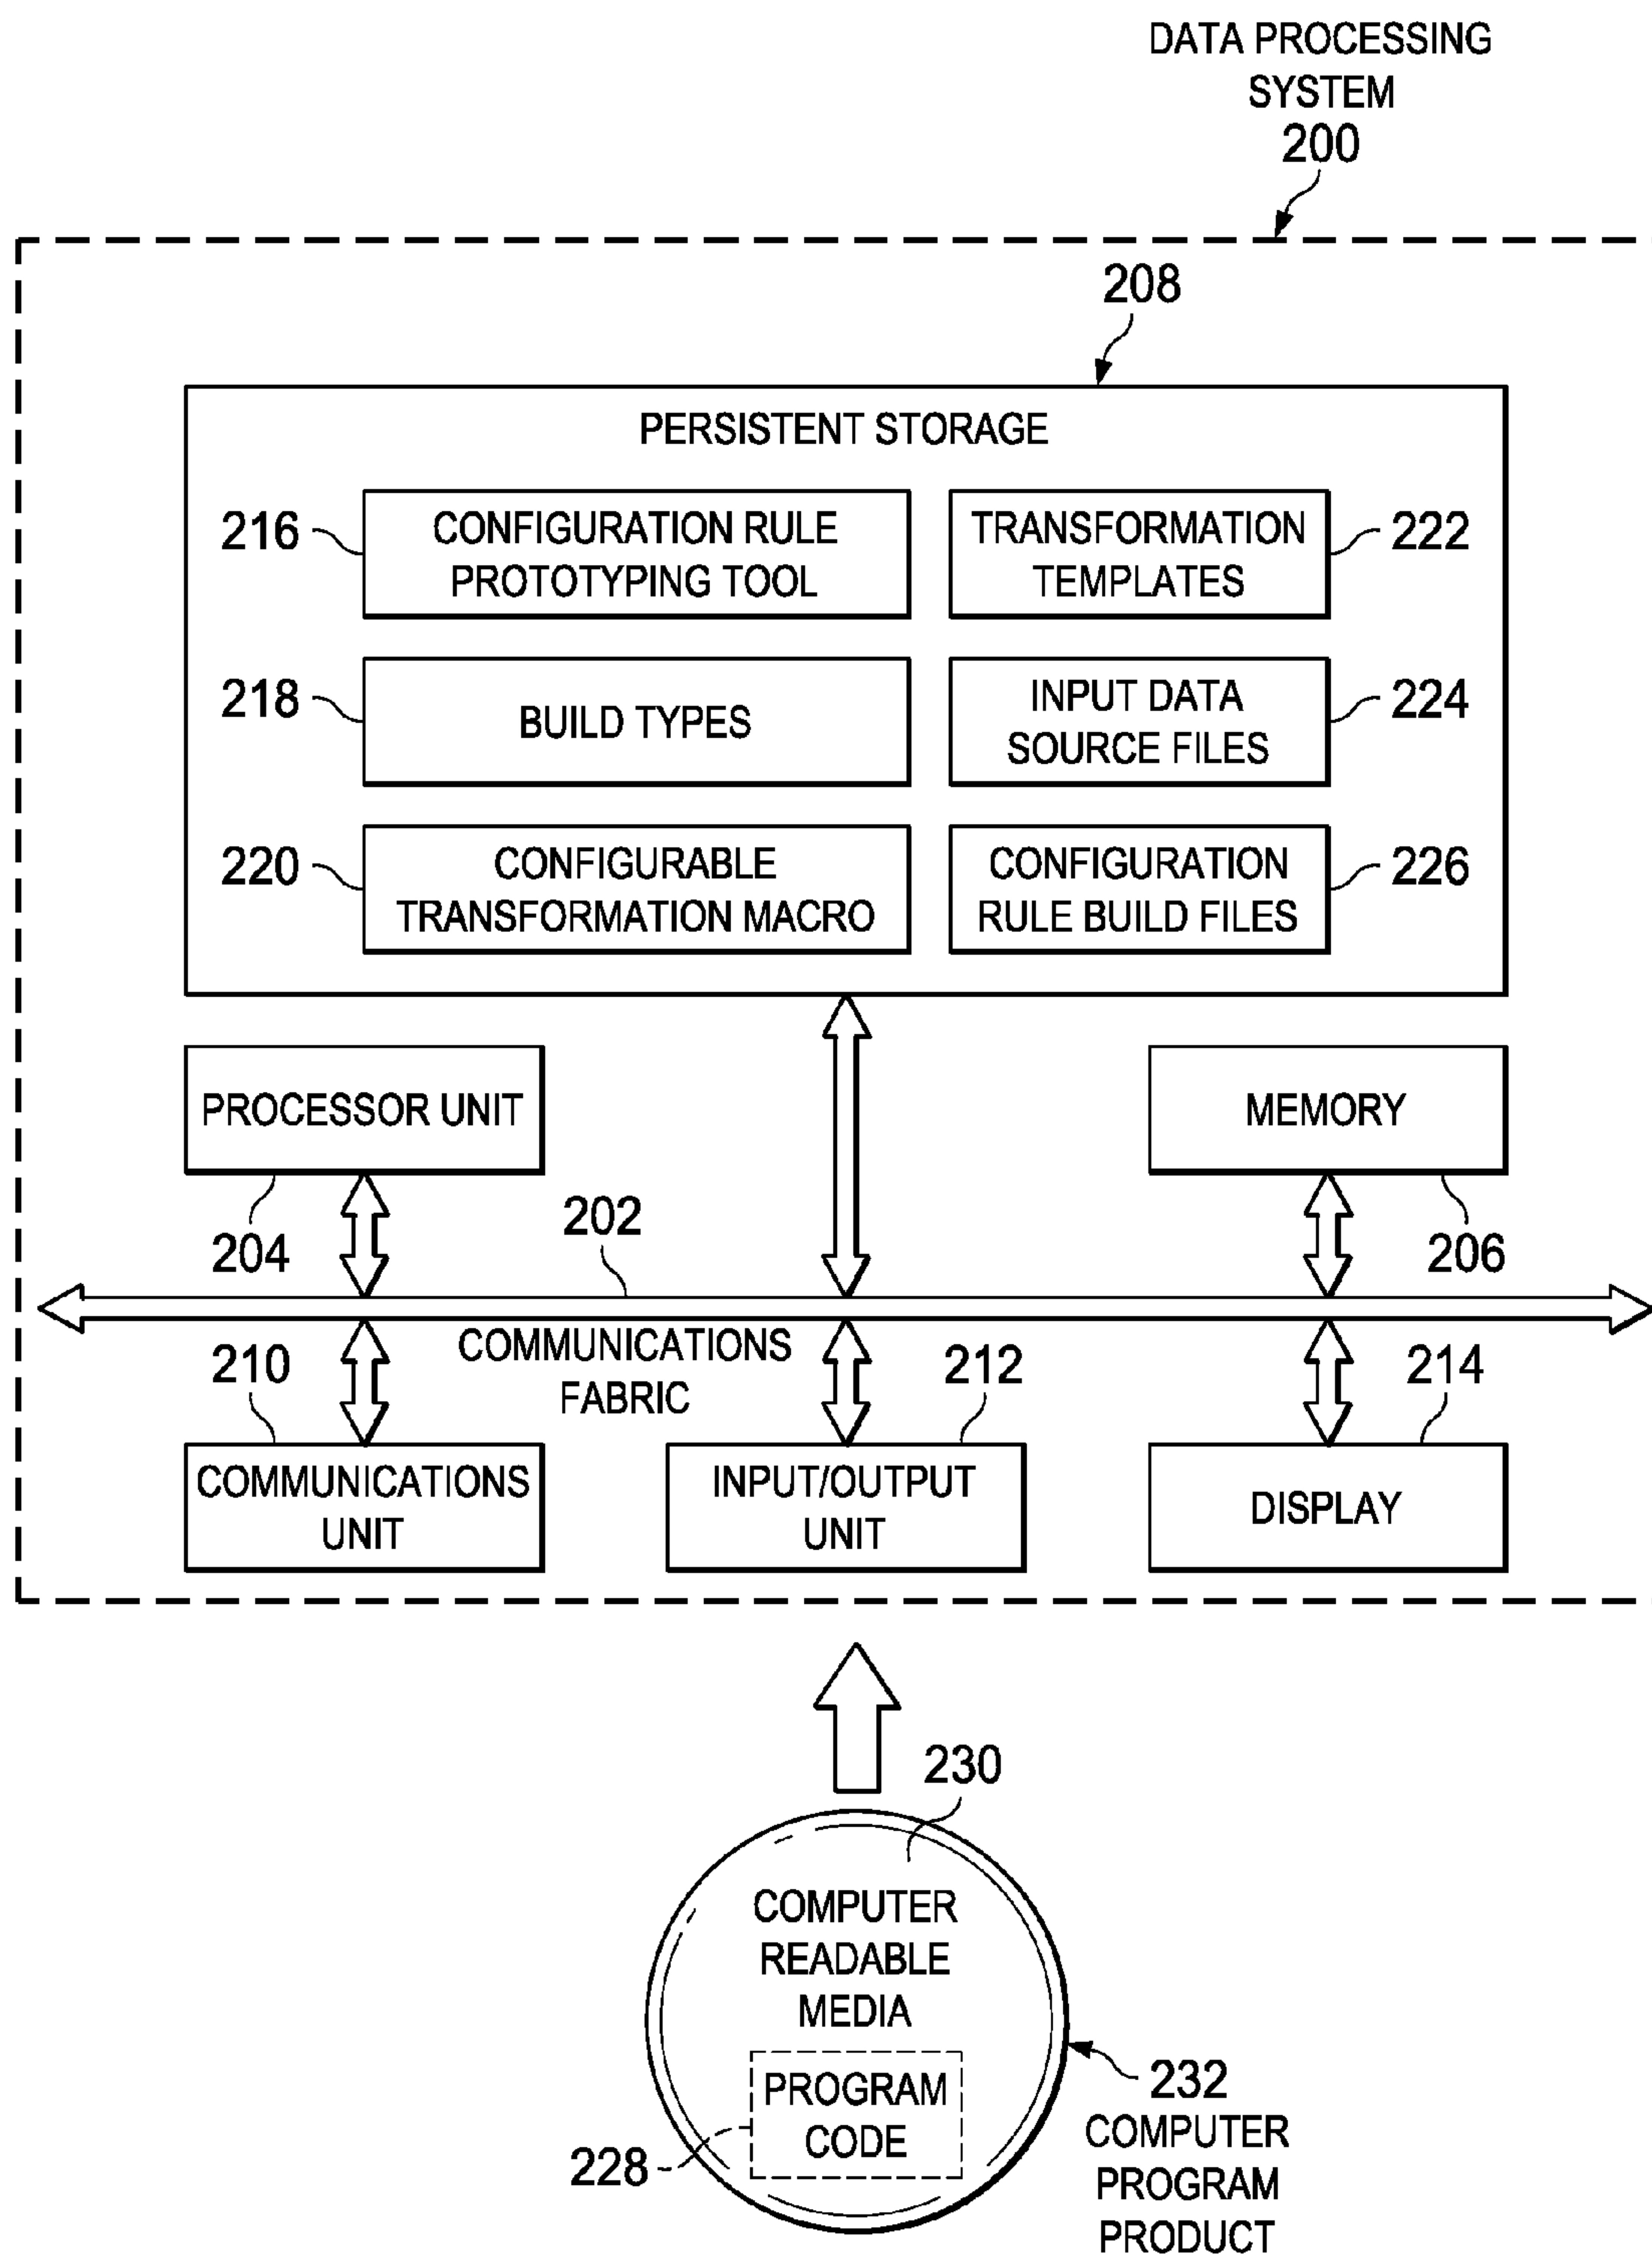 DATA PROCESSING
SYSTEM
200
208
PERSISTENT STORAGE
216
CONFIGURATION RULE
PROTOTYPING TOOL
TRANSFORMATION
TEMPLATES
222
218
BUILD TYPES
INPUT DATA
SOURCE FILES
224
220
CONFIGURABLE
TRANSFORMATION MACRO
CONFIGURATION
RULE BUILD FILES
226
PROCESSOR UNIT
MEMORY
204
202
206
210
COMMUNICATIONS
FABRIC
212
214
COMMUNICATIONS
UNIT
INPUT/OUTPUT
UNIT
DISPLAY
230
COMPUTER
READABLE
MEDIA
PROGRAM
CODE
228
232
COMPUTER
PROGRAM
PRODUCT